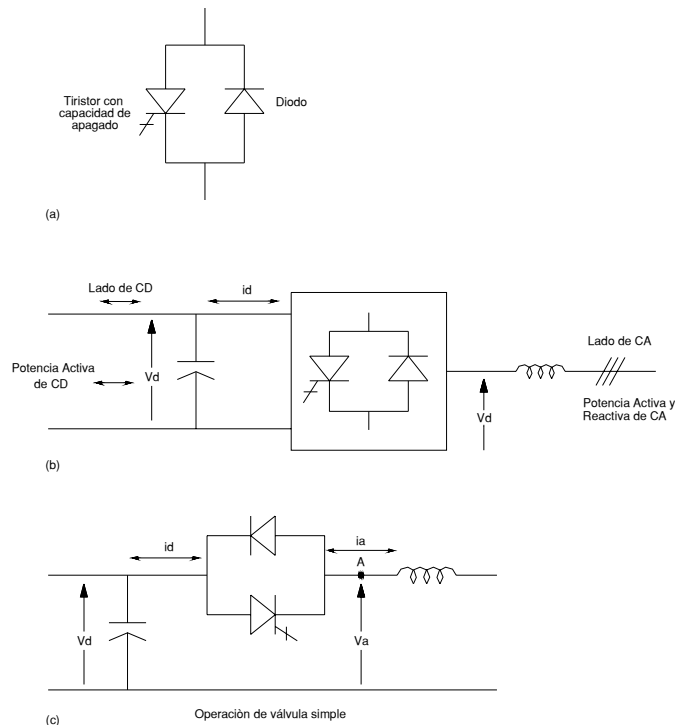 Tiristor con
capacidad de
apagado
Diodo
(a)
Lado de CD
id
Lado de CA
Potencia Activa
de CD
Vd
Vd
Potencia Activa y
Reactiva de CA
(b)
id
ia
A
Vd
Va
Operaciòn de válvula simple
(c)